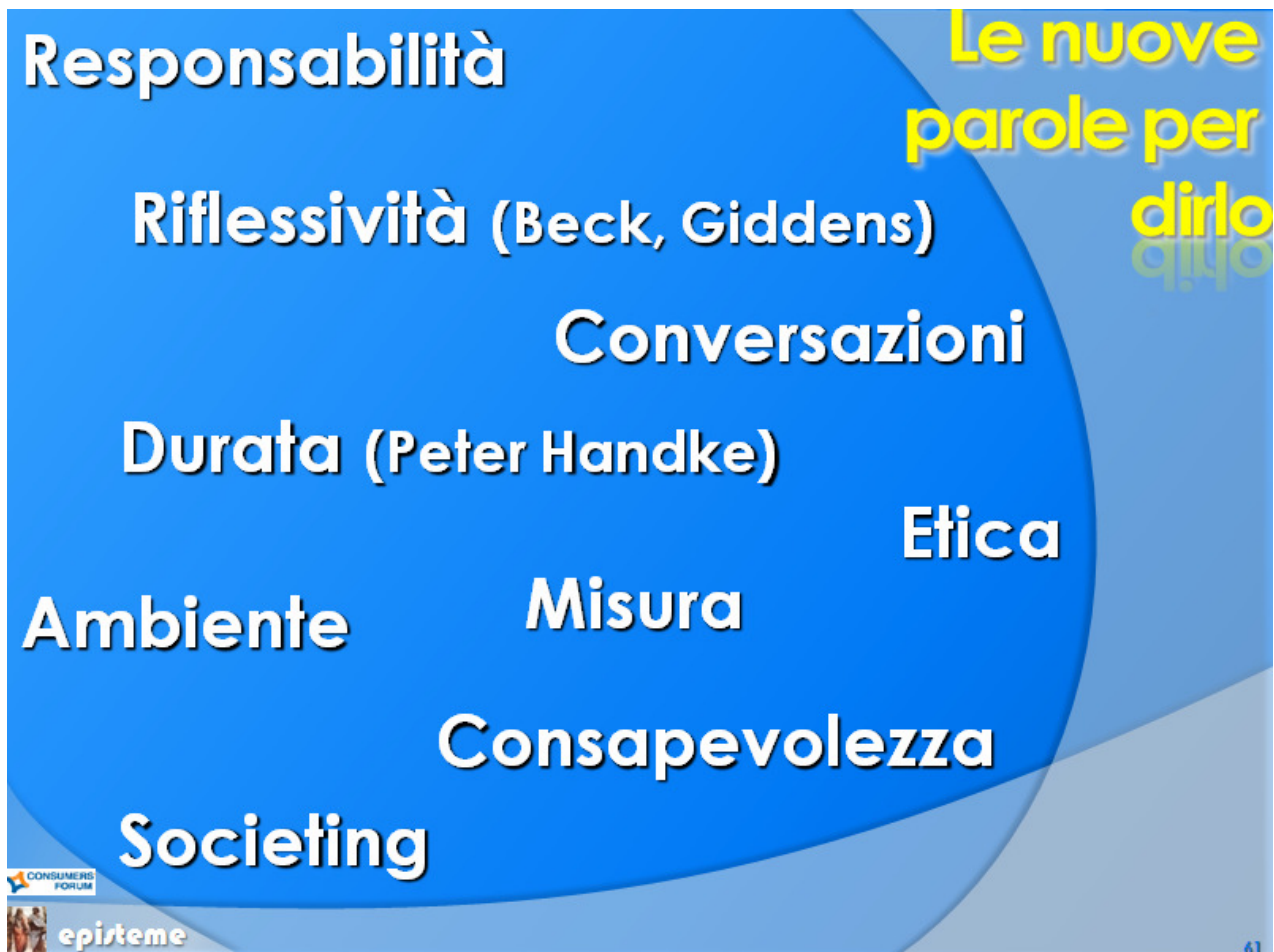 Le nuove
parole per
dirlo
Responsabilità
Riflessività (Beck, Giddens)
Conversazioni
Durata (Peter Handke)
Etica
Misura
Ambiente
Consapevolezza
Societing
CONSUMERS
FORUM
episteme
61